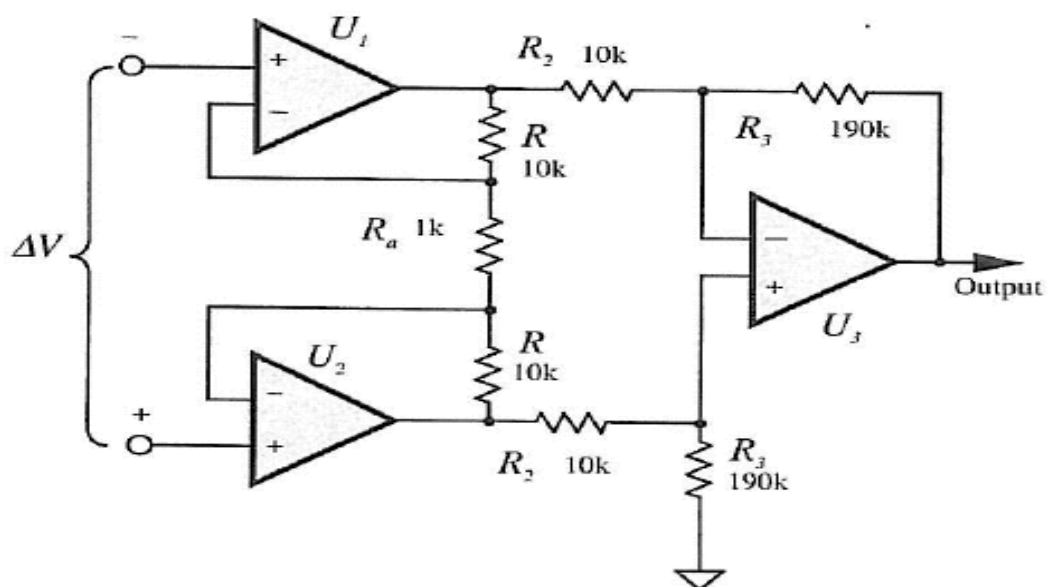 −
+
−
U₁
R₂ 10k
R
10k
R₃ 190k
ΔV
Rₐ 1k
−
+
U₃
Output
U₂
R
10k
+
−
+
R₂ 10k
R₃
190k